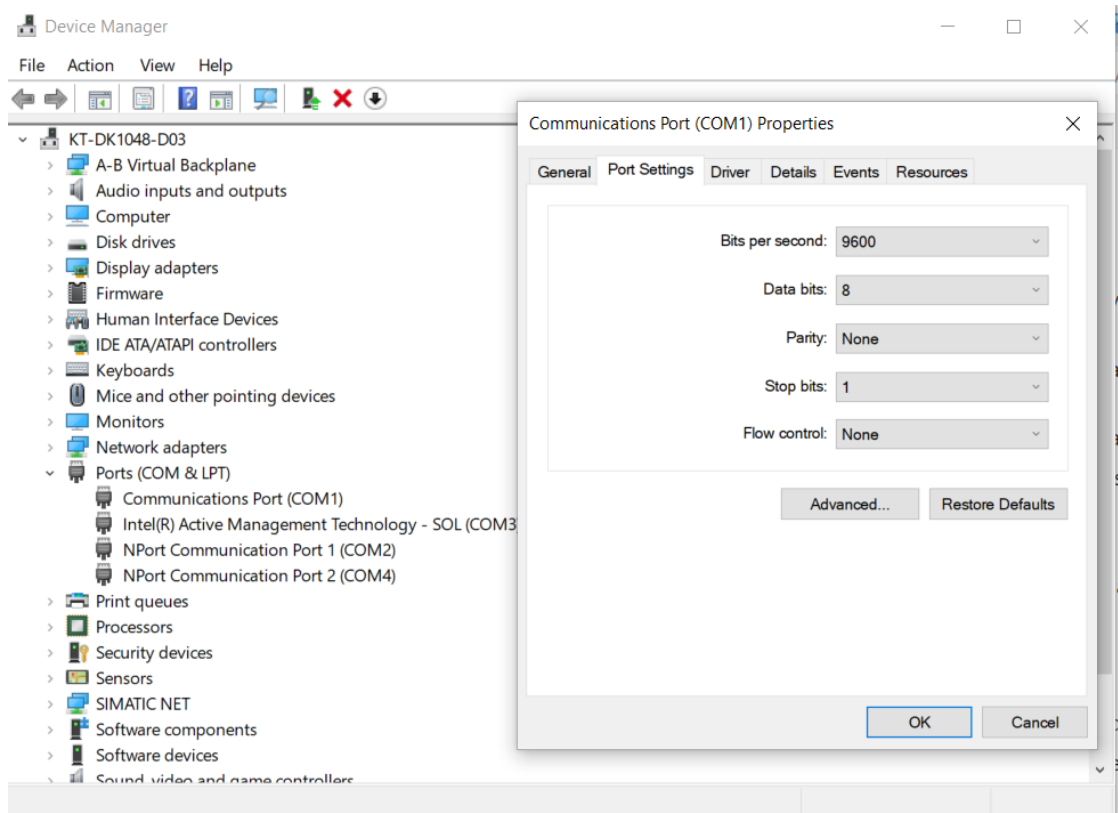 Device Manager
File Action View Help
KT-DK1048-D03
A-B Virtual Backplane
Audio inputs and outputs
Computer
Disk drives
Display adapters
Firmware
Human Interface Devices
IDE ATA/ATAPI controllers
Keyboards
Mice and other pointing devices
Monitors
Network adapters
Ports (COM & LPT)
Communications Port (COM1)
Intel(R) Active Management Technology - SOL (COM3
NPort Communication Port 1 (COM2)
NPort Communication Port 2 (COM4)
Print queues
Processors
Security devices
Sensors
SIMATIC NET
Software components
Software devices
Sound, video and game controllers
Communications Port (COM1) Properties
General Port Settings Driver Details Events Resources
Bits per second: 9600
Data bits: 8
Parity: None
Stop bits: 1
Flow control: None
Advanced... Restore Defaults
OK Cancel